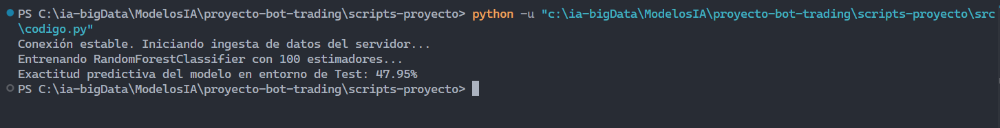 PS C:\ia-bigData\ModelosIA\proyecto-bot-trading\scripts-proyecto> python -u "c:\ia-bigData\ModelosIA\proyecto-bot-trading\scripts-proyecto\src
\codigo.py"
Conexión estable. Iniciando ingesta de datos del servidor...
Entrenando RandomForestClassifier con 100 estimadores...
Exactitud predictiva del modelo en entorno de Test: 47.95%
PS C:\ia-bigData\ModelosIA\proyecto-bot-trading\scripts-proyecto>